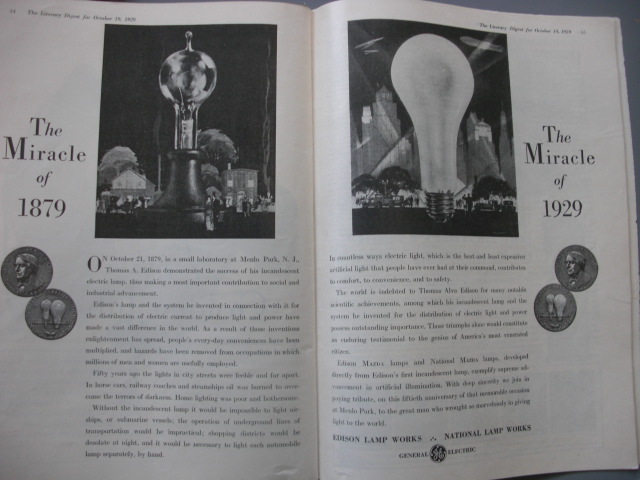 54 The Literary Digest for October 19, 1929
The
Miracle
of
1879
ON October 21, 1879, in a small laboratory at Menlo Park, N. J.,
Thomas A. Edison demonstrated the success of his incandescent
electric lamp, thus making a most important contribution to social and
industrial advancement.
Edison's lamp and the system he invented in connection with it for
the distribution of electric current to produce light and power have
made a vast difference in the world. As a result of these inventions
enlightenment has spread, people's every-day conveniences have been
multiplied, and hazards have been removed from occupations in which
millions of men and women are usefully employed.
Fifty years ago the lights in city streets were feeble and far apart.
In horse cars, railway coaches and steamships oil was burned to over-
come the terrors of darkness. Home lighting was poor and bothersome.
Without the incandescent lamp it would be impossible to light air-
ships, or submarine vessels; the operation of underground lines of
transportation would be impractical; shopping districts would be
desolate at night, and it would be necessary to light each automobile
lamp separately, by hand.
The Literary Digest for October 19, 1929 55
The
Miracle
of
1929
In countless ways electric light, which is the best and least expensive
artificial light that people have ever had at their command, contributes
to comfort, to convenience, and to safety.
The world is indebted to Thomas Alva Edison for many notable
scientific achievements, among which his incandescent lamp and the
system he invented for the distribution of electric light and power
possess outstanding importance. These triumphs alone would constitute
an enduring testimonial to the genius of America's most venerated
citizen.
Edison MAZDA lamps and National MAZDA lamps, developed
directly from Edison's first incandescent lamp, exemplify supreme ad-
vancement in artificial illumination. With deep sincerity we join in
paying tribute, on this fiftieth anniversary of that memorable occasion
at Menlo Park, to the great man who wrought so marvelously in giving
light to the world.
EDISON LAMP WORKS ∴ NATIONAL LAMP WORKS
GENERAL GE ELECTRIC